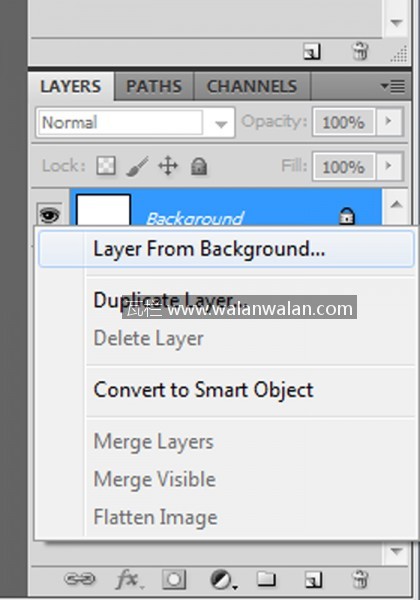 LAYERS PATHS CHANNELS
Normal Opacity: 100%
Lock: Fill: 100%
Background
Layer From Background...
Duplicate Layer...
瓦栏 www.walanwalan.com
Delete Layer
Convert to Smart Object
Merge Layers
Merge Visible
Flatten Image
fx